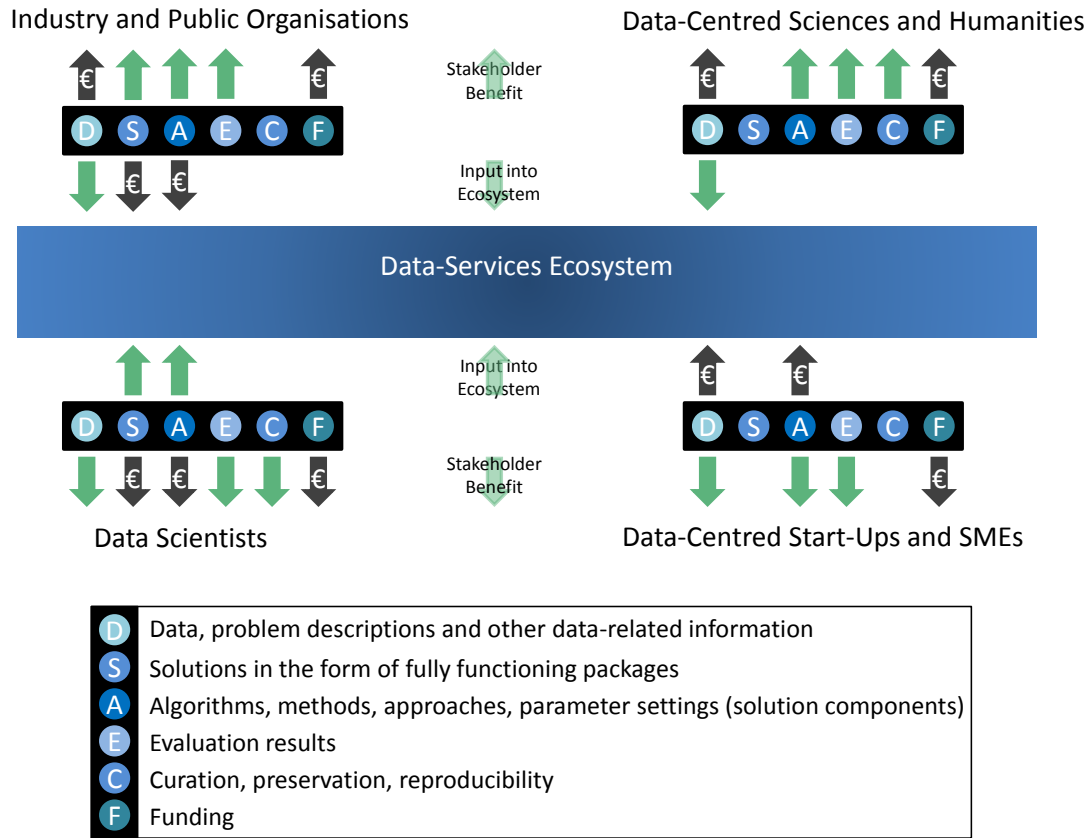 Industry and Public Organisations
Data-Centred Sciences and Humanities
€ €
Stakeholder
Benefit
€ €
D S A E C F
D S A E C F
€ €
Input into
Ecosystem
Data-Services Ecosystem
Input into
Ecosystem
€ €
D S A E C F
D S A E C F
€ € €
Stakeholder
Benefit
€
Data Scientists
Data-Centred Start-Ups and SMEs
D Data, problem descriptions and other data-related information
S Solutions in the form of fully functioning packages
A Algorithms, methods, approaches, parameter settings (solution components)
E Evaluation results
C Curation, preservation, reproducibility
F Funding